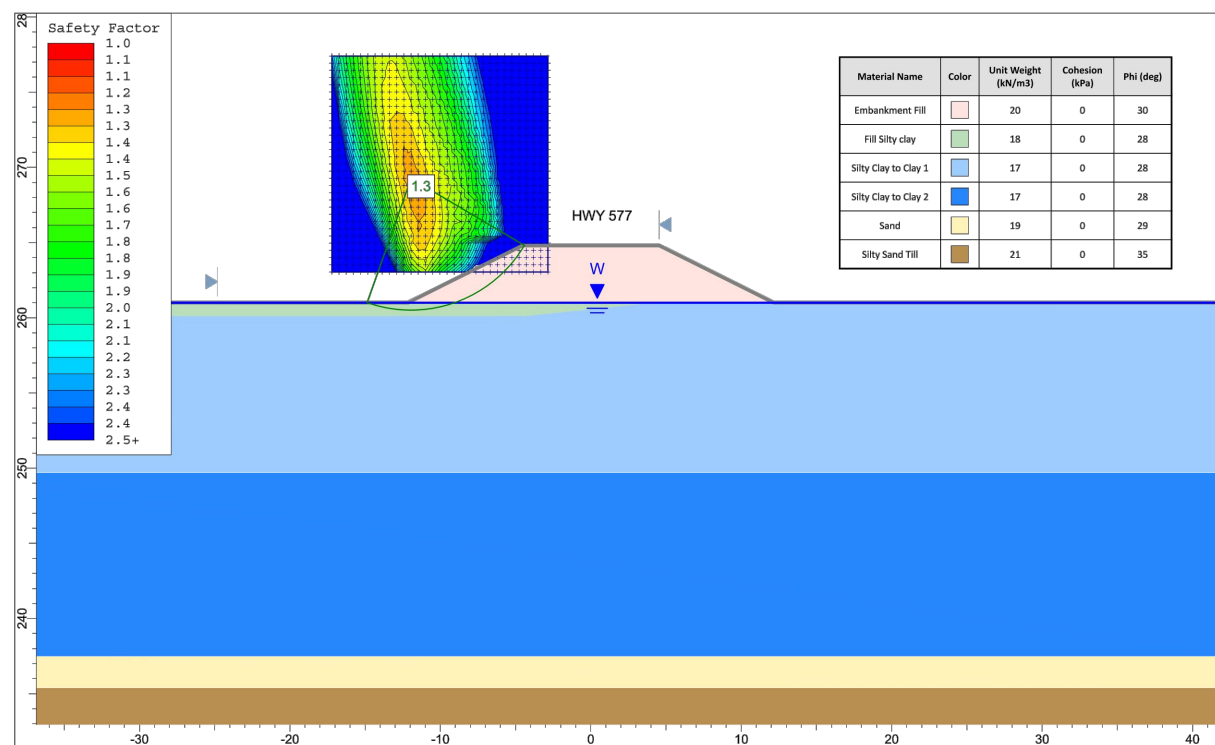 Safety Factor
1.0
1.1
1.1
1.2
1.3
1.3
1.4
1.4
1.5
1.6
1.6
1.7
1.8
1.8
1.9
1.9
2.0
2.1
2.1
2.2
2.3
2.3
2.4
2.4
2.5+
28
270
260
250
240
1.3
HWY 577
W
Material Name Color Unit Weight (kN/m3) Cohesion (kPa) Phi (deg)
Embankment Fill 20 0 30
Fill Silty clay 18 0 28
Silty Clay to Clay 1 17 0 28
Silty Clay to Clay 2 17 0 28
Sand 19 0 29
Silty Sand Till 21 0 35
-30 -20 -10 0 10 20 30 40